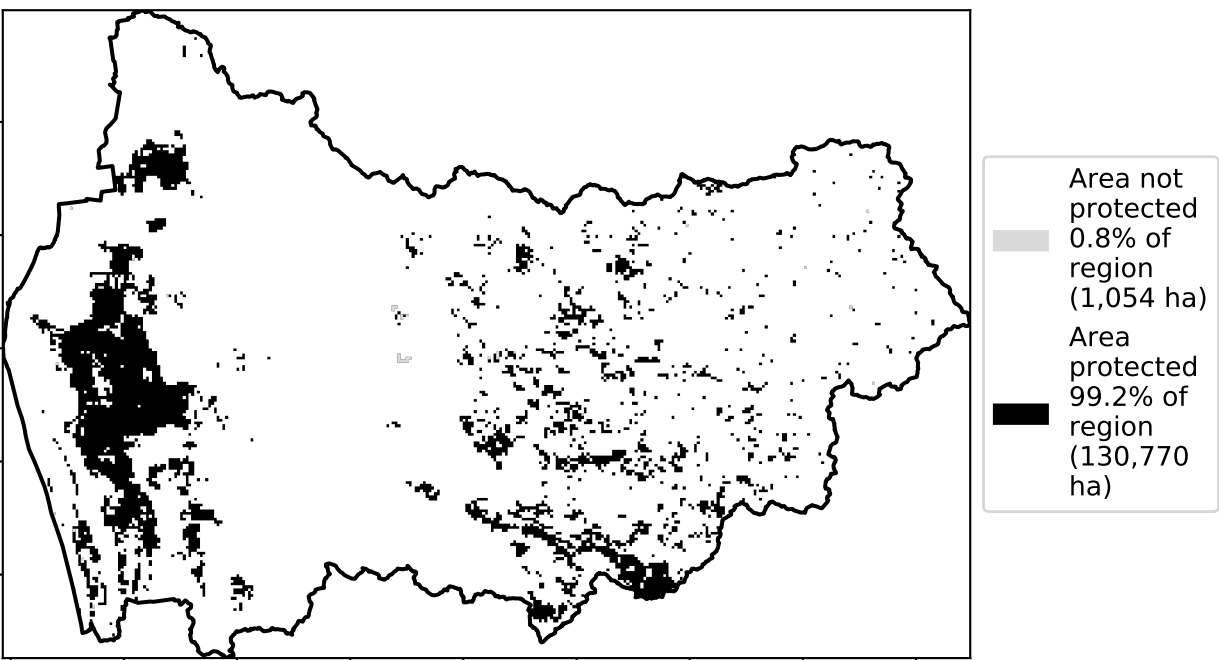 Area not
protected
0.8% of
region
(1,054 ha)
Area
protected
99.2% of
region
(130,770
ha)